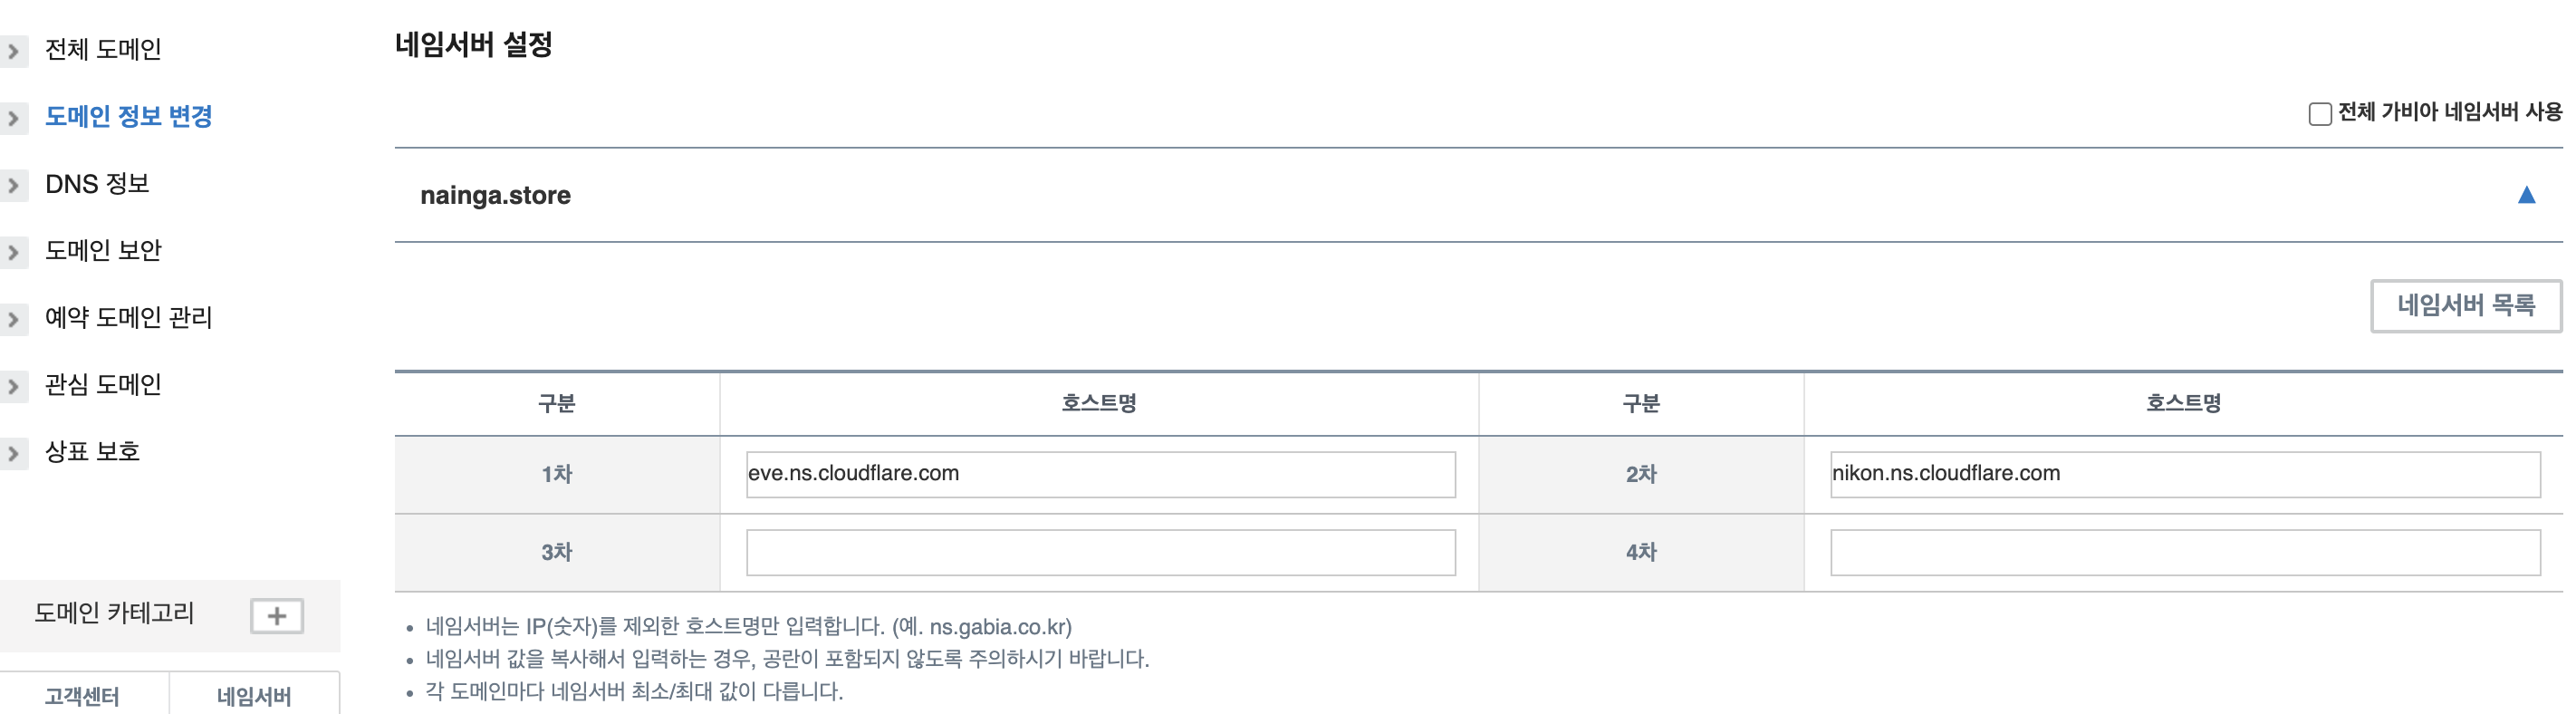 전체 도메인
도메인 정보 변경
DNS 정보
도메인 보안
예약 도메인 관리
관심 도메인
상표 보호
도메인 카테고리
고객센터 네임서버
네임서버 설정
전체 가비아 네임서버 사용
nainga.store
네임서버 목록
구분 호스트명 구분 호스트명
1차 eve.ns.cloudflare.com 2차 nikon.ns.cloudflare.com
3차 4차
• 네임서버는 IP(숫자)를 제외한 호스트명만 입력합니다. (예. ns.gabia.co.kr)
• 네임서버 값을 복사해서 입력하는 경우, 공란이 포함되지 않도록 주의하시기 바랍니다.
• 각 도메인마다 네임서버 최소/최대 값이 다릅니다.